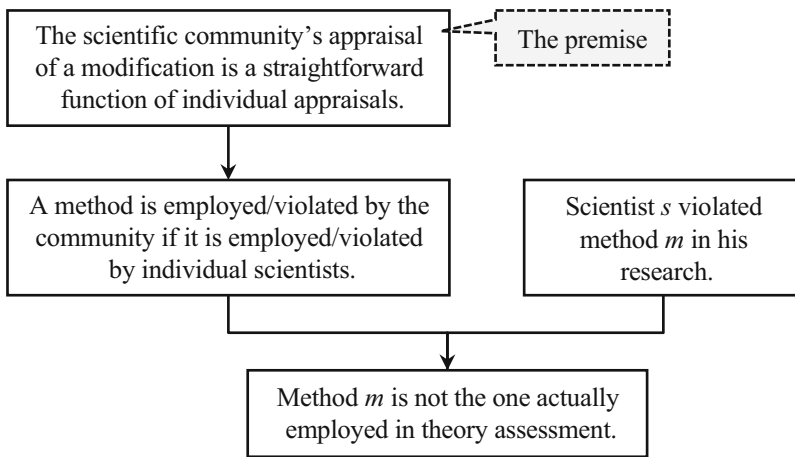 The scientific community’s appraisal
of a modification is a straightforward
function of individual appraisals.
The premise
A method is employed/violated by the
community if it is employed/violated
by individual scientists.
Scientist s violated
method m in his
research.
Method m is not the one actually
employed in theory assessment.